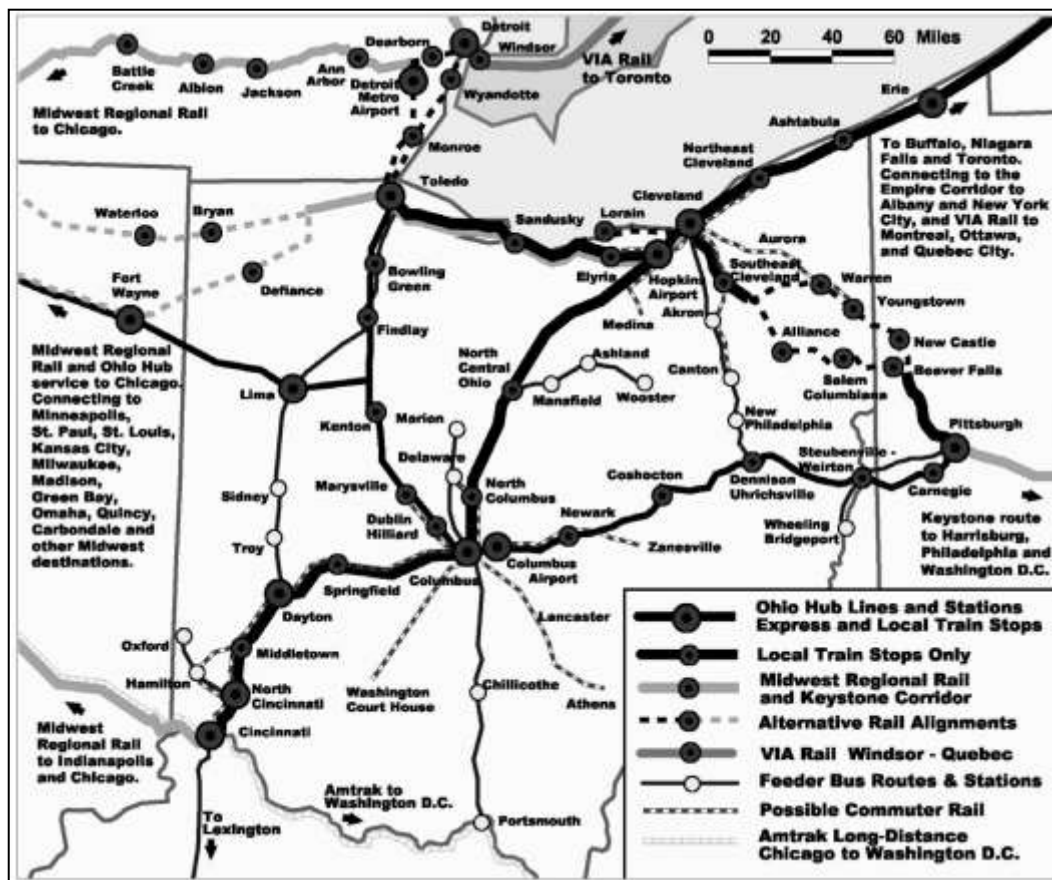 Detroit
0 20 40 60 Miles
Dearborn
Windsor
VIA Rail
to Toronto
Battle
Creek
Albion
Jackson
Ann
Arbor
Detroit
Metro
Airport
Wyandotte
Erie
Midwest Regional Rail
to Chicago.
Monroe
Ashtabula
Northeast
Cleveland
To Buffalo, Niagara
Falls and Toronto.
Connecting to the
Empire Corridor to
Albany and New York
City, and VIA Rail to
Montreal, Ottawa,
and Quebec City.
Toledo
Cleveland
Waterloo
Bryan
Sandusky
Lorain
Aurora
Fort
Wayne
Defiance
Bowling
Green
Elyria
Hopkins
Airport
Southeast
Cleveland
Warren
Youngstown
Medina
Akron
Findlay
Alliance
New Castle
Midwest Regional
Rail and Ohio Hub
service to Chicago.
Connecting to
Minneapolis,
St. Paul, St. Louis,
Kansas City,
Milwaukee,
Madison,
Green Bay,
Omaha, Quincy,
Carbondale and
other Midwest
destinations.
North
Central
Ohio
Ashland
Canton
Salem
Columbiana
Beaver Falls
Lima
Mansfield
Wooster
Kenton
Marion
New
Philadelphia
Pittsburgh
Delaware
Steubenville -
Weirton
Sidney
Marysville
North
Columbus
Coshocton
Dennison
Uhrichsville
Carnegie
Dublin
Hilliard
Newark
Wheeling
Bridgeport
Keystone route
to Harrisburg,
Philadelphia and
Washington D.C.
Troy
Zanesville
Springfield
Columbus
Columbus
Airport
Dayton
Lancaster
Oxford
Middletown
Hamilton
North
Cincinnati
Washington
Court House
Chillicothe
Athens
Cincinnati
Midwest
Regional Rail
to Indianapolis
and Chicago.
Amtrak to
Washington D.C.
To
Lexington
Portsmouth
Ohio Hub Lines and Stations
Express and Local Train Stops
Local Train Stops Only
Midwest Regional Rail
and Keystone Corridor
Alternative Rail Alignments
VIA Rail Windsor - Quebec
Feeder Bus Routes & Stations
Possible Commuter Rail
Amtrak Long-Distance
Chicago to Washington D.C.